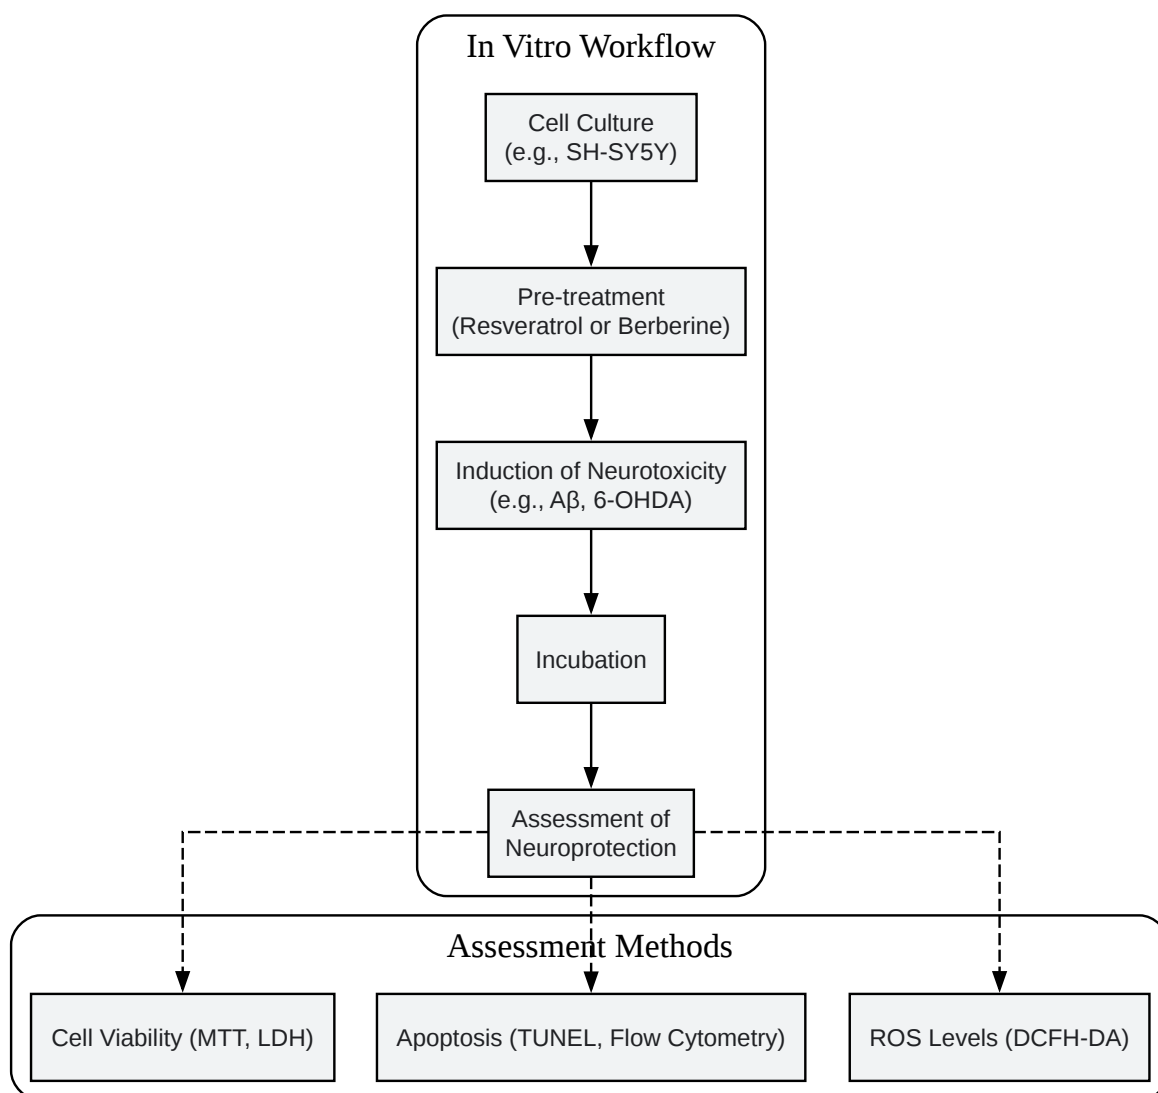 In Vitro Workflow
Cell Culture
(e.g., SH-SY5Y)
Pre-treatment
(Resveratrol or Berberine)
Induction of Neurotoxicity
(e.g., Aβ, 6-OHDA)
Incubation
Assessment of
Neuroprotection
Assessment Methods
Cell Viability (MTT, LDH)
Apoptosis (TUNEL, Flow Cytometry)
ROS Levels (DCFH-DA)